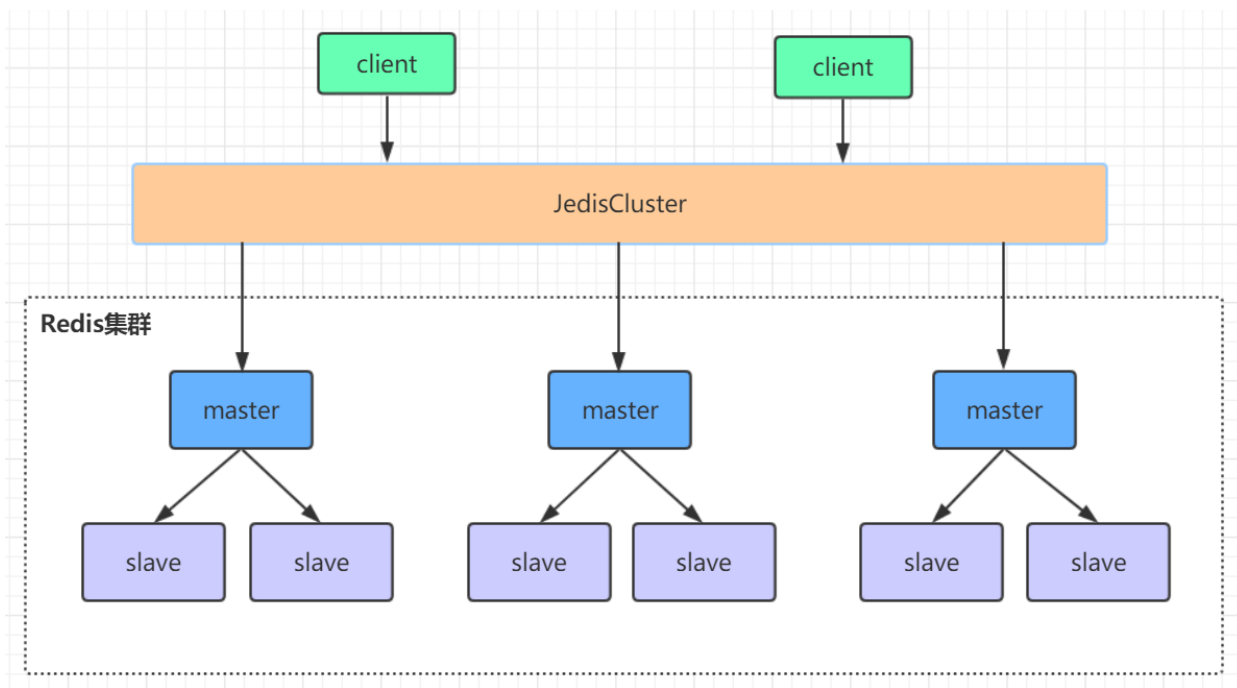 client
client
JedisCluster
Redis集群
master
master
master
slave
slave
slave
slave
slave
slave